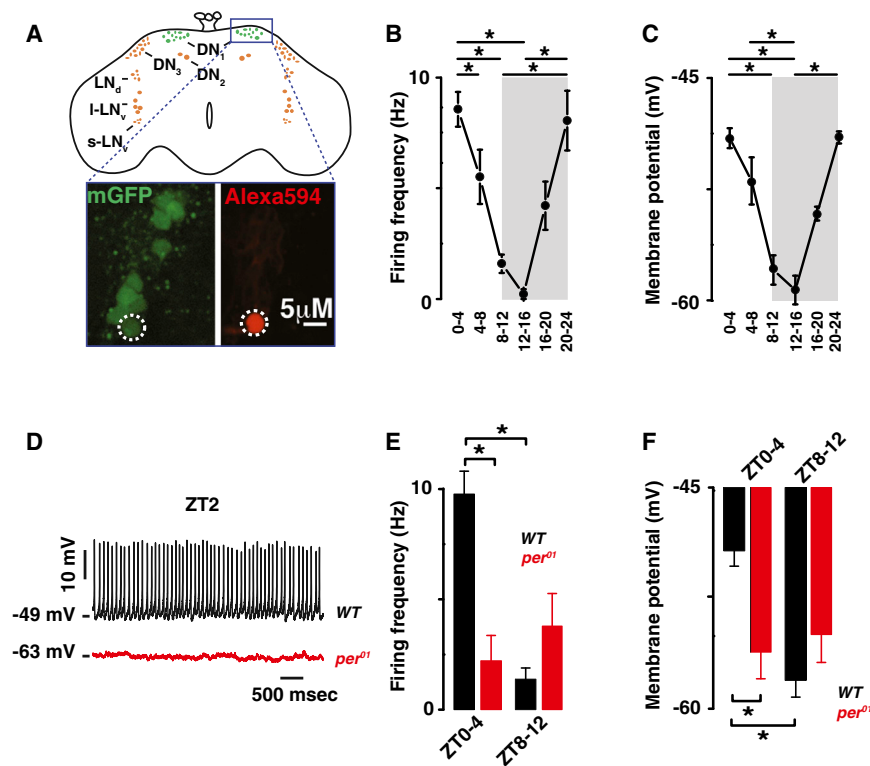 A
DN1
DN3
DN2
LNd
l-LNv
s-LNv
mGFP
Alexa594
5μM
B
* * * * *
Firing frequency (Hz)
10
0
0-4
4-8
8-12
12-16
16-20
20-24
C
* * * *
Membrane potential (mV)
-45
-60
0-4
4-8
8-12
12-16
16-20
20-24
D
ZT2
10 mV
-49 mV
WT
-63 mV
per01
500 msec
E
*
*
Firing frequency (Hz)
10
0
WT
per01
ZT0-4
ZT8-12
F
ZT0-4
ZT8-12
Membrane potential (mV)
-45
-60
WT
per01
*
*